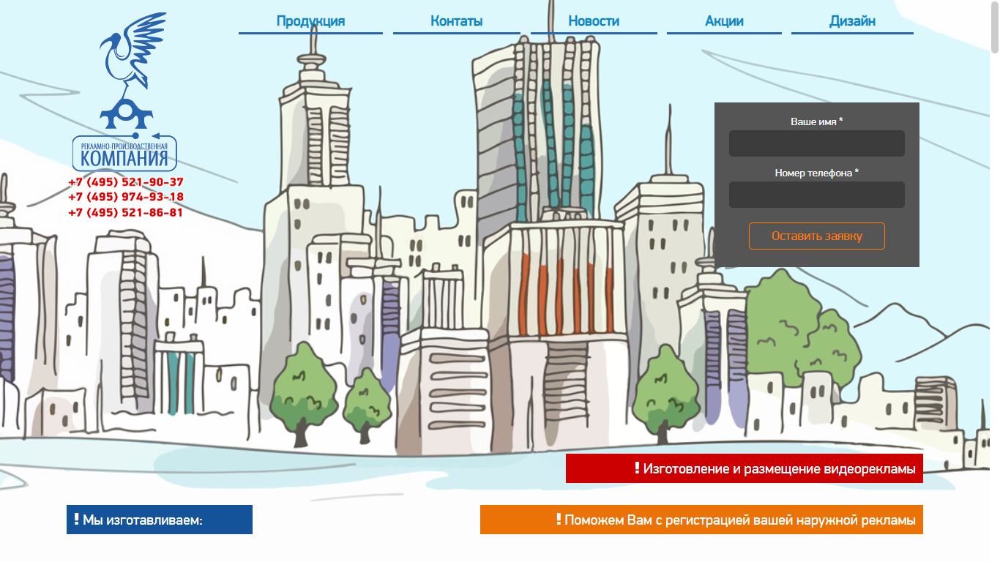 Продукция
Контаты
Новости
Акции
Дизайн
РЕКЛАМНО-ПРОИЗВОДСТВЕННАЯ
КОМПАНИЯ
+7 (495) 521-90-37
+7 (495) 974-93-18
+7 (495) 521-86-81
Ваше имя *
Номер телефона *
Оставить заявку
! Изготовление и размещение видеорекламы
! Мы изготавливаем:
! Поможем Вам с регистрацией вашей наружной рекламы